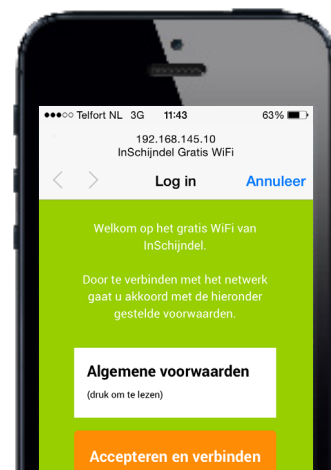 ●●●○○ Telfort NL 3G 11:43 63%
192.168.145.10
InSchijndel Gratis WiFi
Log in Annuleer
Welkom op het gratis WiFi van
InSchijndel.
Door te verbinden met het netwerk
gaat u akkoord met de hieronder
gestelde voorwaarden.
Algemene voorwaarden
(druk om te lezen)
Accepteren en verbinden